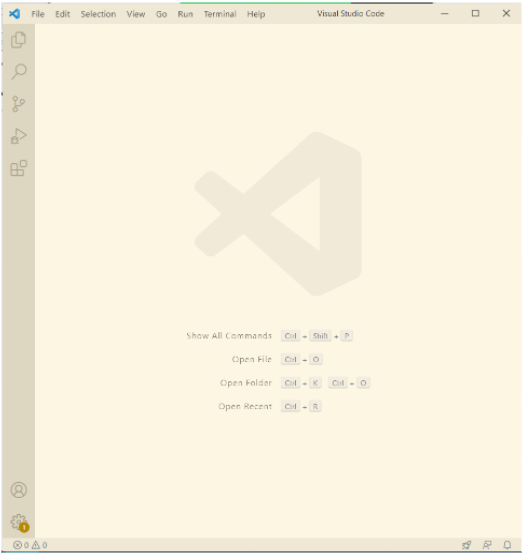 File Edit Selection View Go Run Terminal Help Visual Studio Code
Show All Commands Ctrl + Shift + P
Open File Ctrl + O
Open Folder Ctrl + K Ctrl + O
Open Recent Ctrl + R
1
0 0